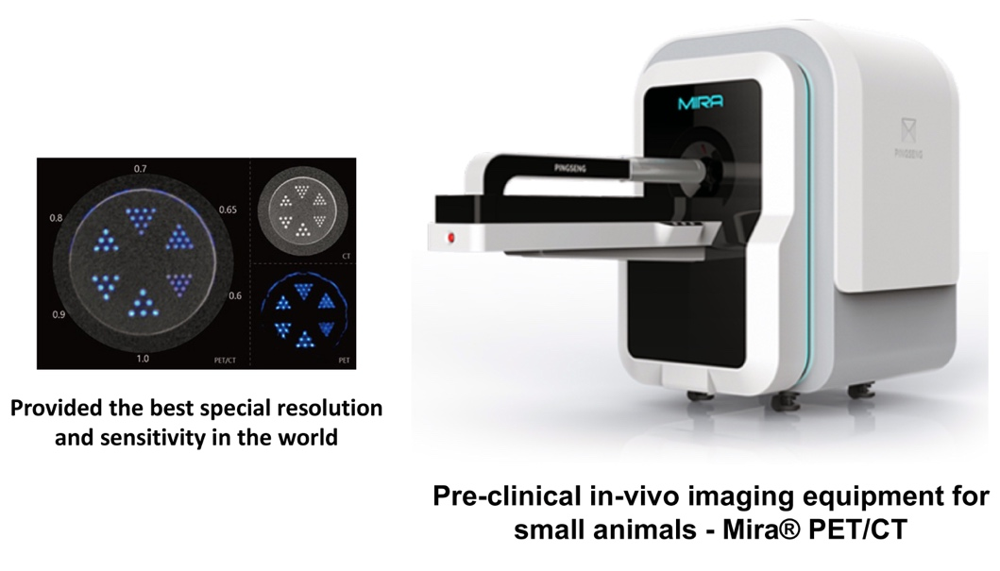 0.7
0.8
0.65
0.9
0.6
1.0
PET/CT
CT
PET
Provided the best special resolution
and sensitivity in the world
MIRA
PINGSENG
PINGSENG
Pre-clinical in-vivo imaging equipment for
small animals - Mira® PET/CT